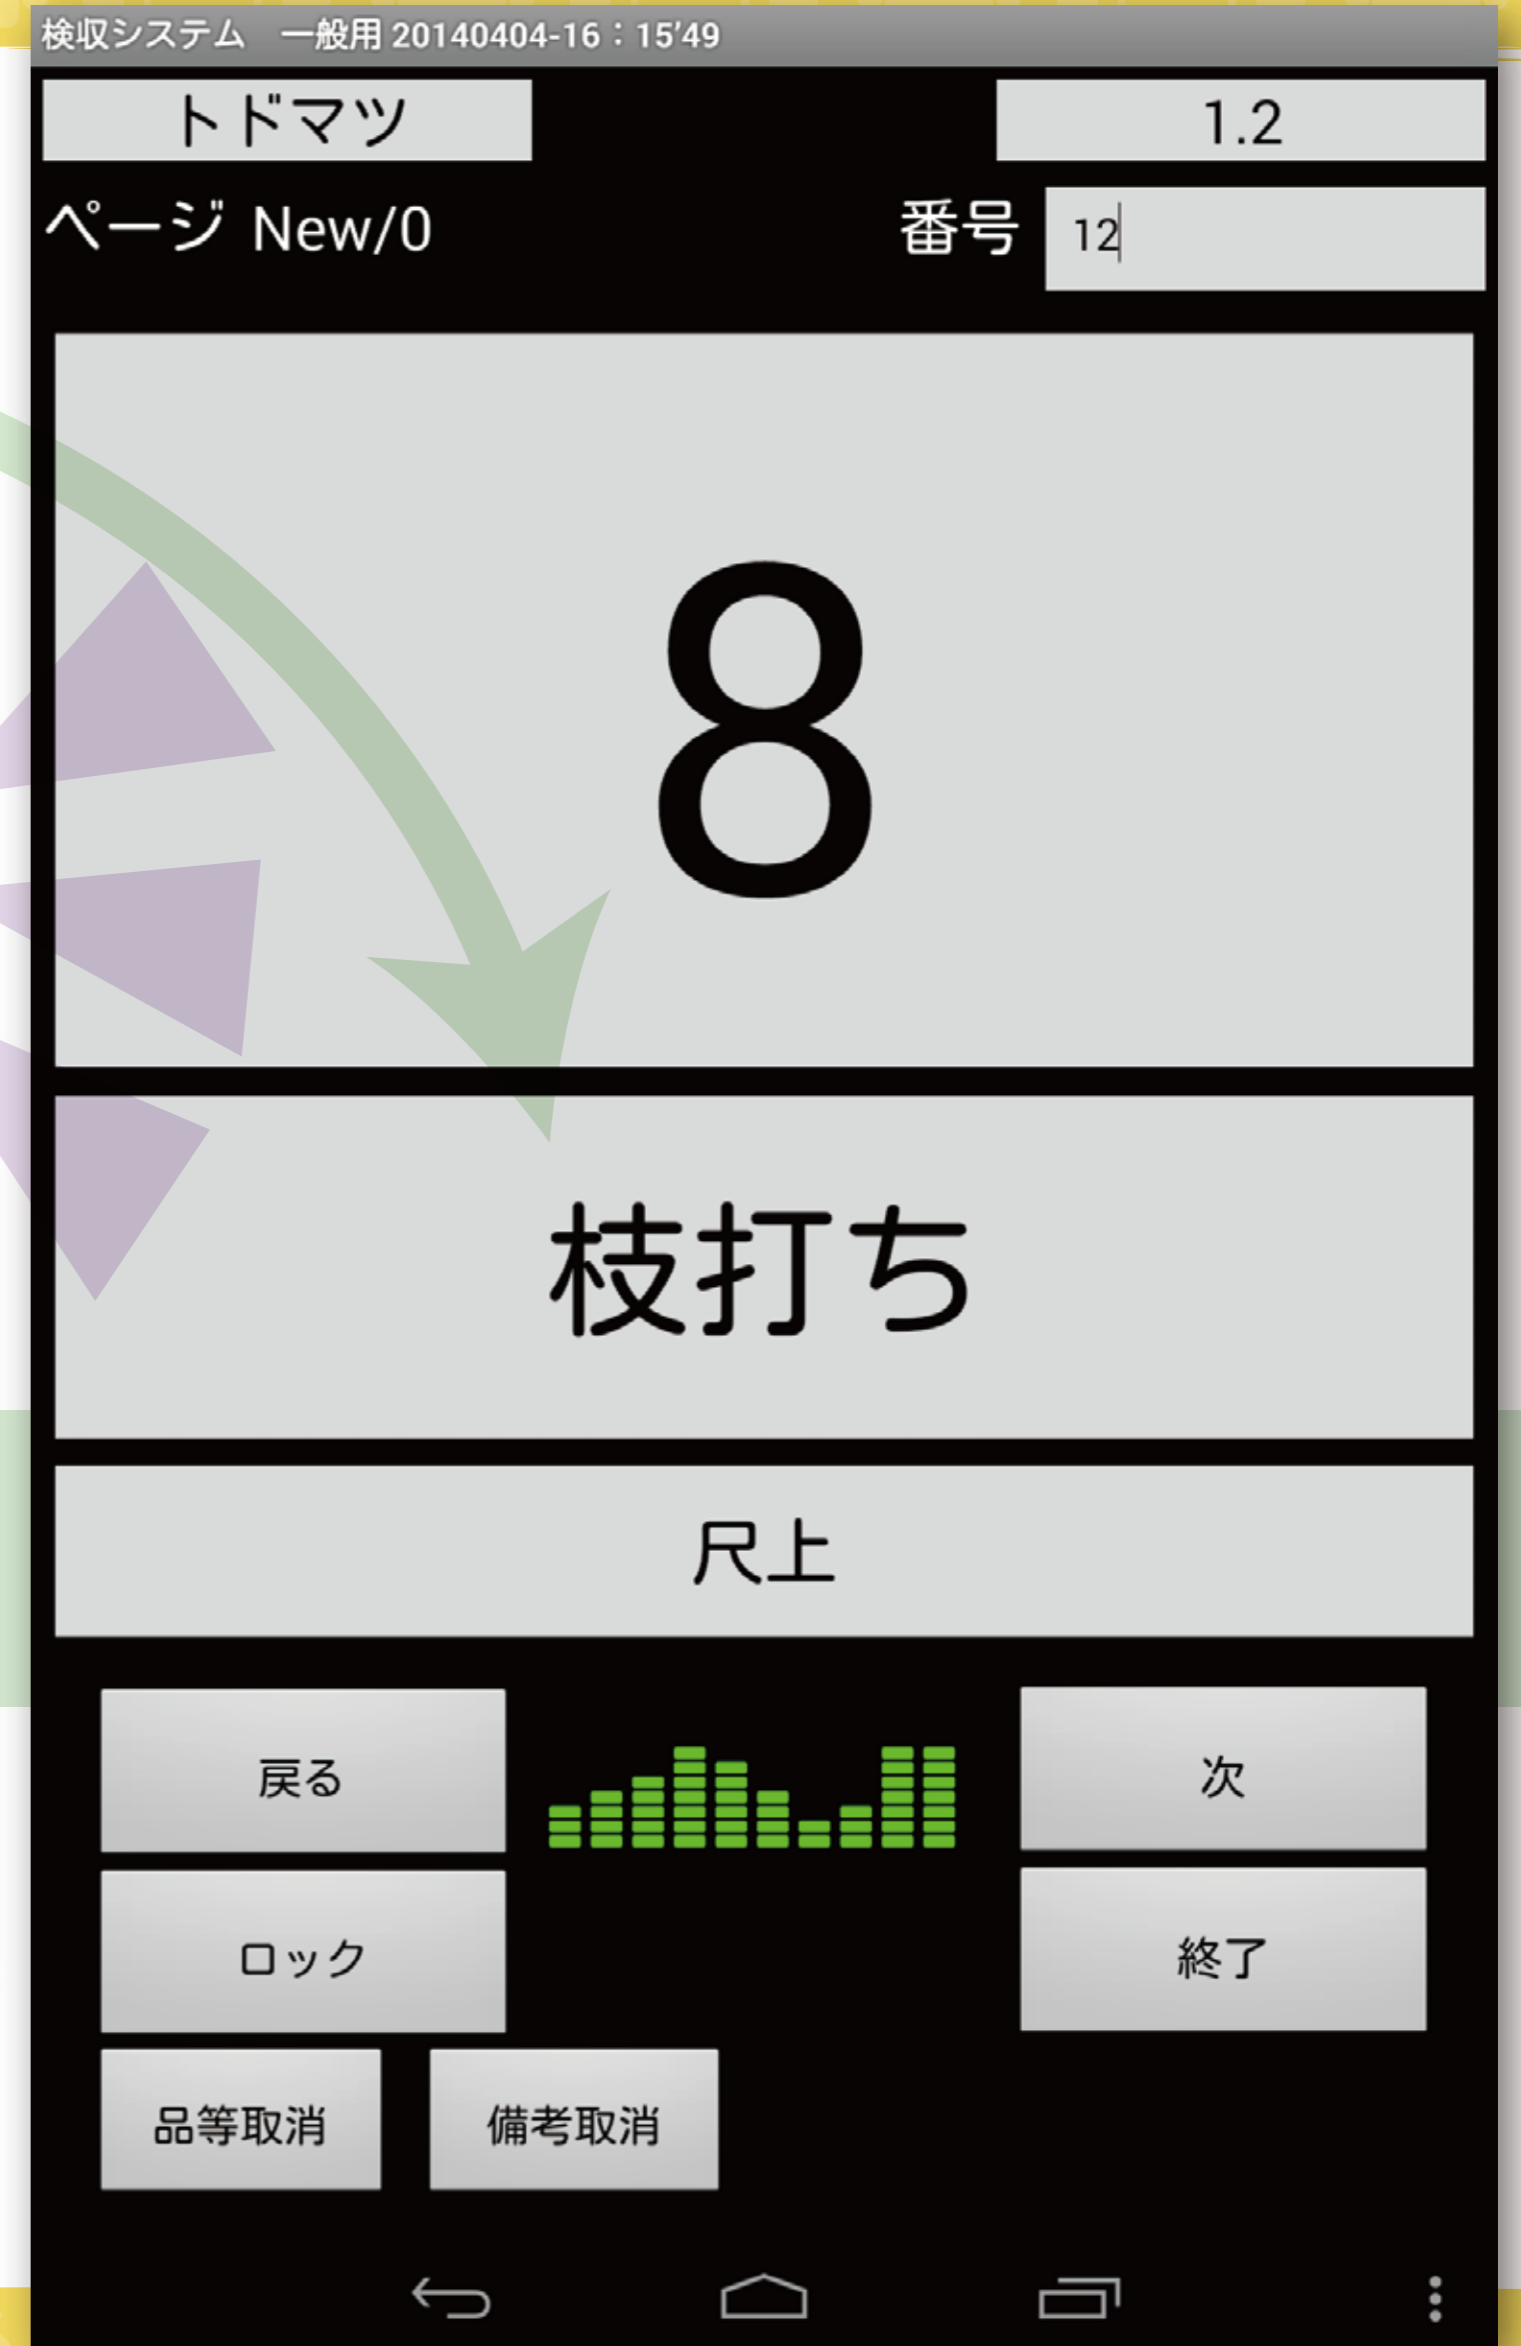 検収システム　一般用 20140404-16：15’49
トドマツ 1.2
ページ New/0 番号 12
8
枝打ち
尺上
戻る 次
ロック 終了
品等取消 備考取消